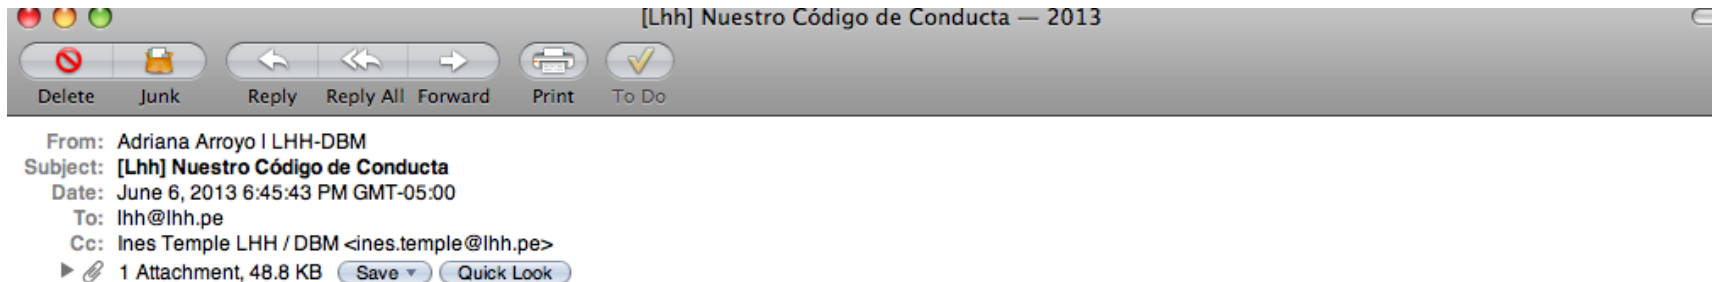 [Lhh] Nuestro Código de Conducta — 2013
Delete Junk Reply Reply All Forward Print To Do
From: Adriana Arroyo l LHH-DBM
Subject: [Lhh] Nuestro Código de Conducta
Date: June 6, 2013 6:45:43 PM GMT-05:00
To: lhh@lhh.pe
Cc: Ines Temple LHH / DBM <ines.temple@lhh.pe>
1 Attachment, 48.8 KB Save Quick Look